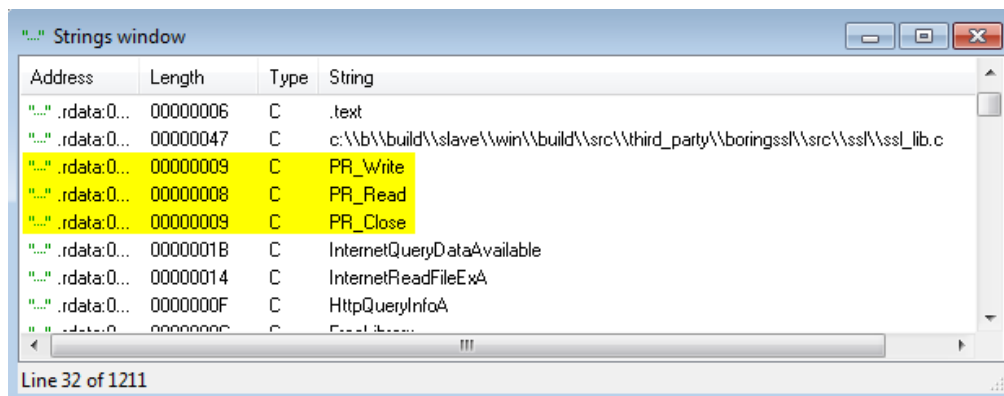 "..." Strings window
Address Length Type String
"..." .rdata:0... 00000006 C .text
"..." .rdata:0... 00000047 C c:\\b\\build\\slave\\win\\build\\src\\third_party\\boringssl\\src\\ssl\\ssl_lib.c
"..." .rdata:0... 00000009 C PR_Write
"..." .rdata:0... 00000008 C PR_Read
"..." .rdata:0... 00000009 C PR_Close
"..." .rdata:0... 0000001B C InternetQueryDataAvailable
"..." .rdata:0... 00000014 C InternetReadFileExA
"..." .rdata:0... 0000000F C HttpQueryInfoA
Line 32 of 1211